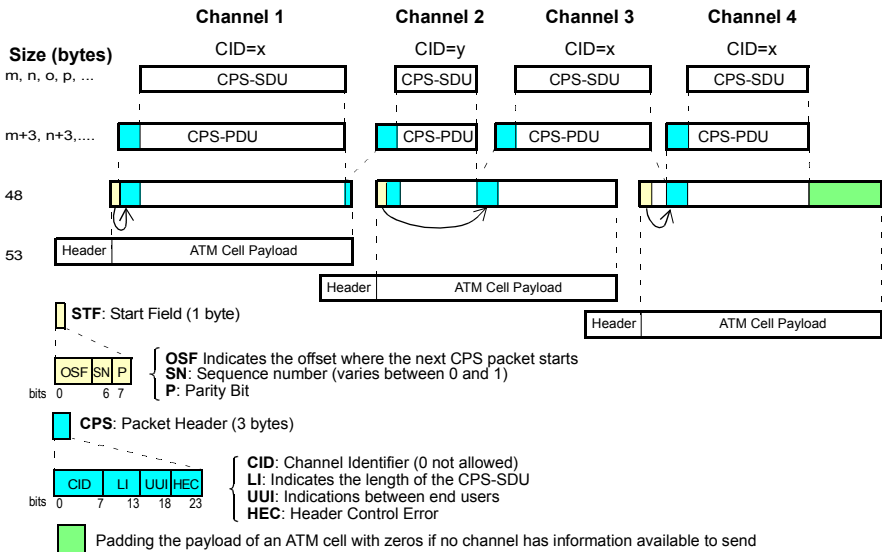 Channel 1 Channel 2 Channel 3 Channel 4
Size (bytes) CID=x CID=y CID=x CID=x
m, n, o, p, ... CPS-SDU CPS-SDU CPS-SDU CPS-SDU
m+3, n+3,.... CPS-PDU CPS-PDU CPS-PDU CPS-PDU
48
53 Header ATM Cell Payload
Header ATM Cell Payload
Header ATM Cell Payload
STF: Start Field (1 byte)
OSF SN P
bits 0 6 7
OSF Indicates the offset where the next CPS packet starts
SN: Sequence number (varies between 0 and 1)
P: Parity Bit
CPS: Packet Header (3 bytes)
CID LI UUI HEC
bits 0 7 13 18 23
CID: Channel Identifier (0 not allowed)
LI: Indicates the length of the CPS-SDU
UUI: Indications between end users
HEC: Header Control Error
Padding the payload of an ATM cell with zeros if no channel has information available to send